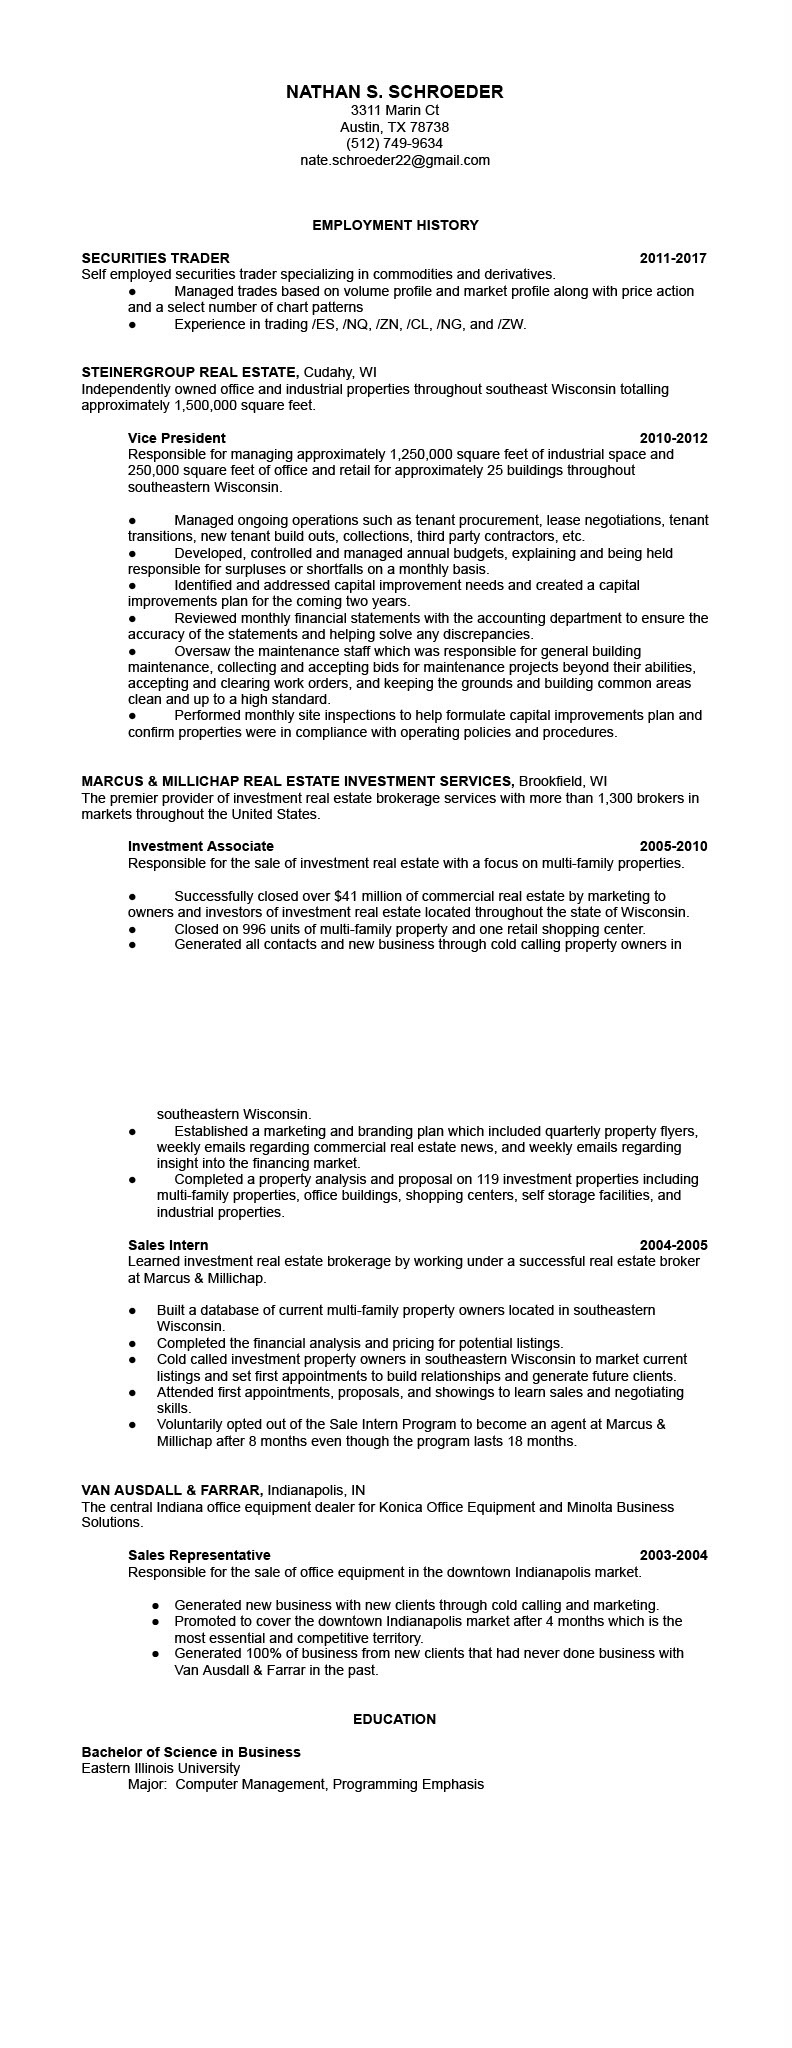 NATHAN S. SCHROEDER
3311 Marin Ct
Austin, TX 78738
(512) 749-9634
nate.schroeder22@gmail.com
EMPLOYMENT HISTORY
SECURITIES TRADER 2011-2017
Self employed securities trader specializing in commodities and derivatives.
● Managed trades based on volume profile and market profile along with price action
and a select number of chart patterns
● Experience in trading /ES, /NQ, /ZN, /CL, /NG, and /ZW.
STEINERGROUP REAL ESTATE, Cudahy, WI
Independently owned office and industrial properties throughout southeast Wisconsin totalling
approximately 1,500,000 square feet.
Vice President 2010-2012
Responsible for managing approximately 1,250,000 square feet of industrial space and
250,000 square feet of office and retail for approximately 25 buildings throughout
southeastern Wisconsin.
● Managed ongoing operations such as tenant procurement, lease negotiations, tenant
transitions, new tenant build outs, collections, third party contractors, etc.
● Developed, controlled and managed annual budgets, explaining and being held
responsible for surpluses or shortfalls on a monthly basis.
● Identified and addressed capital improvement needs and created a capital
improvements plan for the coming two years.
● Reviewed monthly financial statements with the accounting department to ensure the
accuracy of the statements and helping solve any discrepancies.
● Oversaw the maintenance staff which was responsible for general building
maintenance, collecting and accepting bids for maintenance projects beyond their abilities,
accepting and clearing work orders, and keeping the grounds and building common areas
clean and up to a high standard.
● Performed monthly site inspections to help formulate capital improvements plan and
confirm properties were in compliance with operating policies and procedures.
MARCUS & MILLICHAP REAL ESTATE INVESTMENT SERVICES, Brookfield, WI
The premier provider of investment real estate brokerage services with more than 1,300 brokers in
markets throughout the United States.
Investment Associate 2005-2010
Responsible for the sale of investment real estate with a focus on multi-family properties.
● Successfully closed over $41 million of commercial real estate by marketing to
owners and investors of investment real estate located throughout the state of Wisconsin.
● Closed on 996 units of multi-family property and one retail shopping center.
● Generated all contacts and new business through cold calling property owners in
southeastern Wisconsin.
● Established a marketing and branding plan which included quarterly property flyers,
weekly emails regarding commercial real estate news, and weekly emails regarding
insight into the financing market.
● Completed a property analysis and proposal on 119 investment properties including
multi-family properties, office buildings, shopping centers, self storage facilities, and
industrial properties.
Sales Intern 2004-2005
Learned investment real estate brokerage by working under a successful real estate broker
at Marcus & Millichap.
● Built a database of current multi-family property owners located in southeastern
Wisconsin.
● Completed the financial analysis and pricing for potential listings.
● Cold called investment property owners in southeastern Wisconsin to market current
listings and set first appointments to build relationships and generate future clients.
● Attended first appointments, proposals, and showings to learn sales and negotiating
skills.
● Voluntarily opted out of the Sale Intern Program to become an agent at Marcus &
Millichap after 8 months even though the program lasts 18 months.
VAN AUSDALL & FARRAR, Indianapolis, IN
The central Indiana office equipment dealer for Konica Office Equipment and Minolta Business
Solutions.
Sales Representative 2003-2004
Responsible for the sale of office equipment in the downtown Indianapolis market.
● Generated new business with new clients through cold calling and marketing.
● Promoted to cover the downtown Indianapolis market after 4 months which is the
most essential and competitive territory.
● Generated 100% of business from new clients that had never done business with
Van Ausdall & Farrar in the past.
EDUCATION
Bachelor of Science in Business
Eastern Illinois University
Major: Computer Management, Programming Emphasis